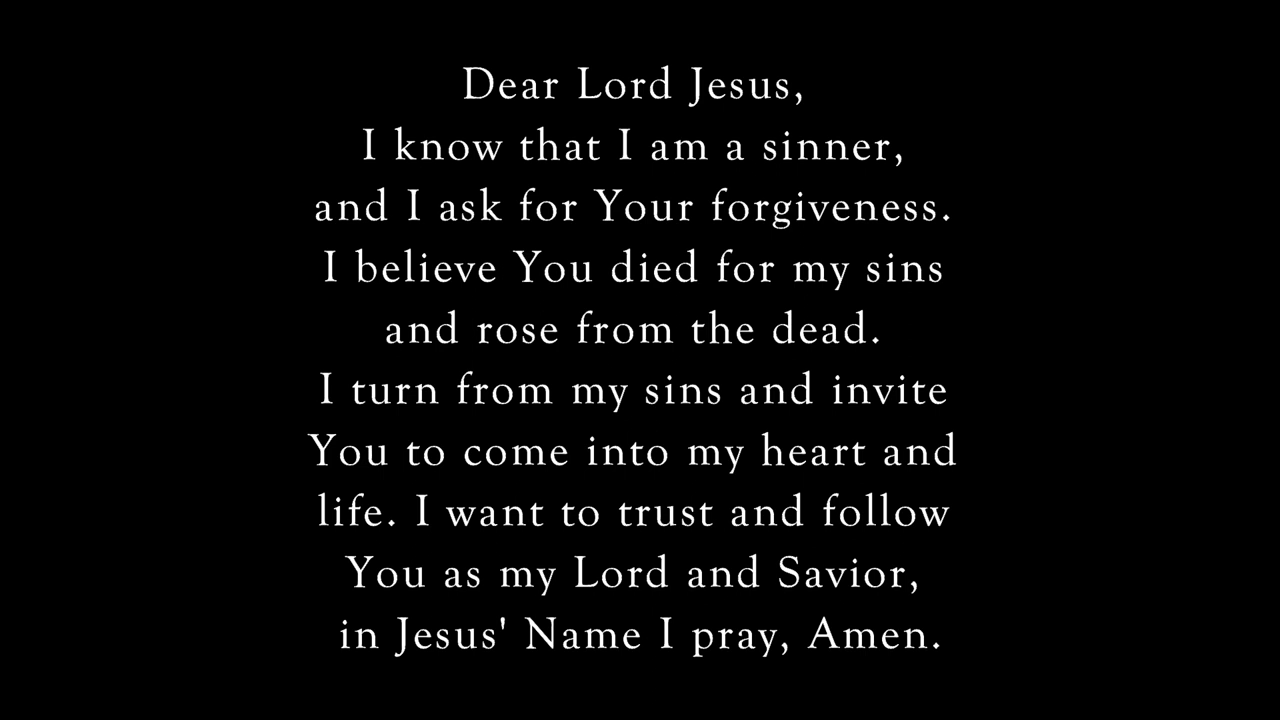 Dear Lord Jesus,
I know that I am a sinner,
and I ask for Your forgiveness.
I believe You died for my sins
and rose from the dead.
I turn from my sins and invite
You to come into my heart and
life. I want to trust and follow
You as my Lord and Savior,
in Jesus' Name I pray, Amen.